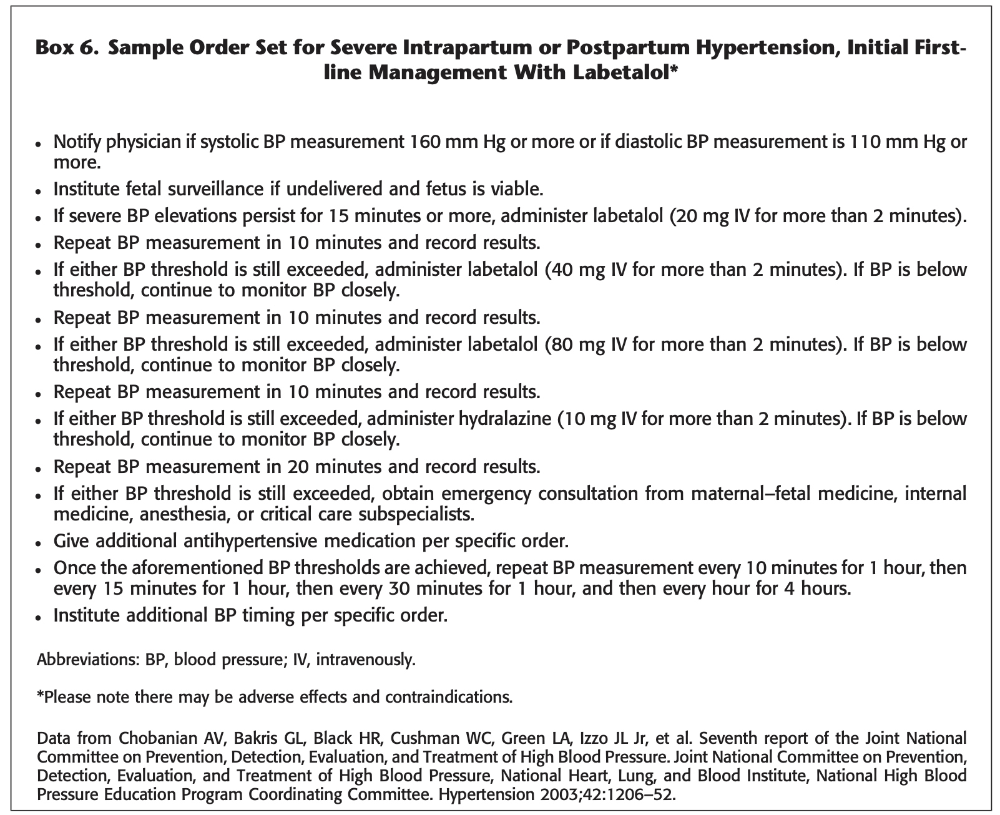 Box 6. Sample Order Set for Severe Intrapartum or Postpartum Hypertension, Initial First-
line Management With Labetalol*
• Notify physician if systolic BP measurement 160 mm Hg or more or if diastolic BP measurement is 110 mm Hg or
more.
• Institute fetal surveillance if undelivered and fetus is viable.
• If severe BP elevations persist for 15 minutes or more, administer labetalol (20 mg IV for more than 2 minutes).
• Repeat BP measurement in 10 minutes and record results.
• If either BP threshold is still exceeded, administer labetalol (40 mg IV for more than 2 minutes). If BP is below
threshold, continue to monitor BP closely.
• Repeat BP measurement in 10 minutes and record results.
• If either BP threshold is still exceeded, administer labetalol (80 mg IV for more than 2 minutes). If BP is below
threshold, continue to monitor BP closely.
• Repeat BP measurement in 10 minutes and record results.
• If either BP threshold is still exceeded, administer hydralazine (10 mg IV for more than 2 minutes). If BP is below
threshold, continue to monitor BP closely.
• Repeat BP measurement in 20 minutes and record results.
• If either BP threshold is still exceeded, obtain emergency consultation from maternal–fetal medicine, internal
medicine, anesthesia, or critical care subspecialists.
• Give additional antihypertensive medication per specific order.
• Once the aforementioned BP thresholds are achieved, repeat BP measurement every 10 minutes for 1 hour, then
every 15 minutes for 1 hour, then every 30 minutes for 1 hour, and then every hour for 4 hours.
• Institute additional BP timing per specific order.
Abbreviations: BP, blood pressure; IV, intravenously.
*Please note there may be adverse effects and contraindications.
Data from Chobanian AV, Bakris GL, Black HR, Cushman WC, Green LA, Izzo JL Jr, et al. Seventh report of the Joint National
Committee on Prevention, Detection, Evaluation, and Treatment of High Blood Pressure. Joint National Committee on Prevention,
Detection, Evaluation, and Treatment of High Blood Pressure, National Heart, Lung, and Blood Institute, National High Blood
Pressure Education Program Coordinating Committee. Hypertension 2003;42:1206–52.